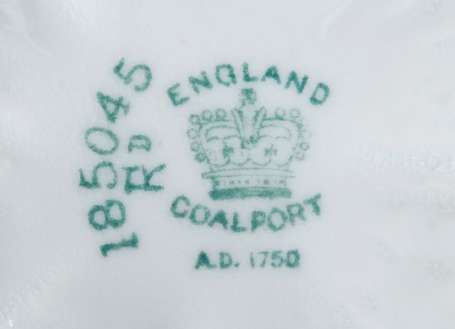 185045
RD
ENGLAND
COALPORT
A.D. 1750